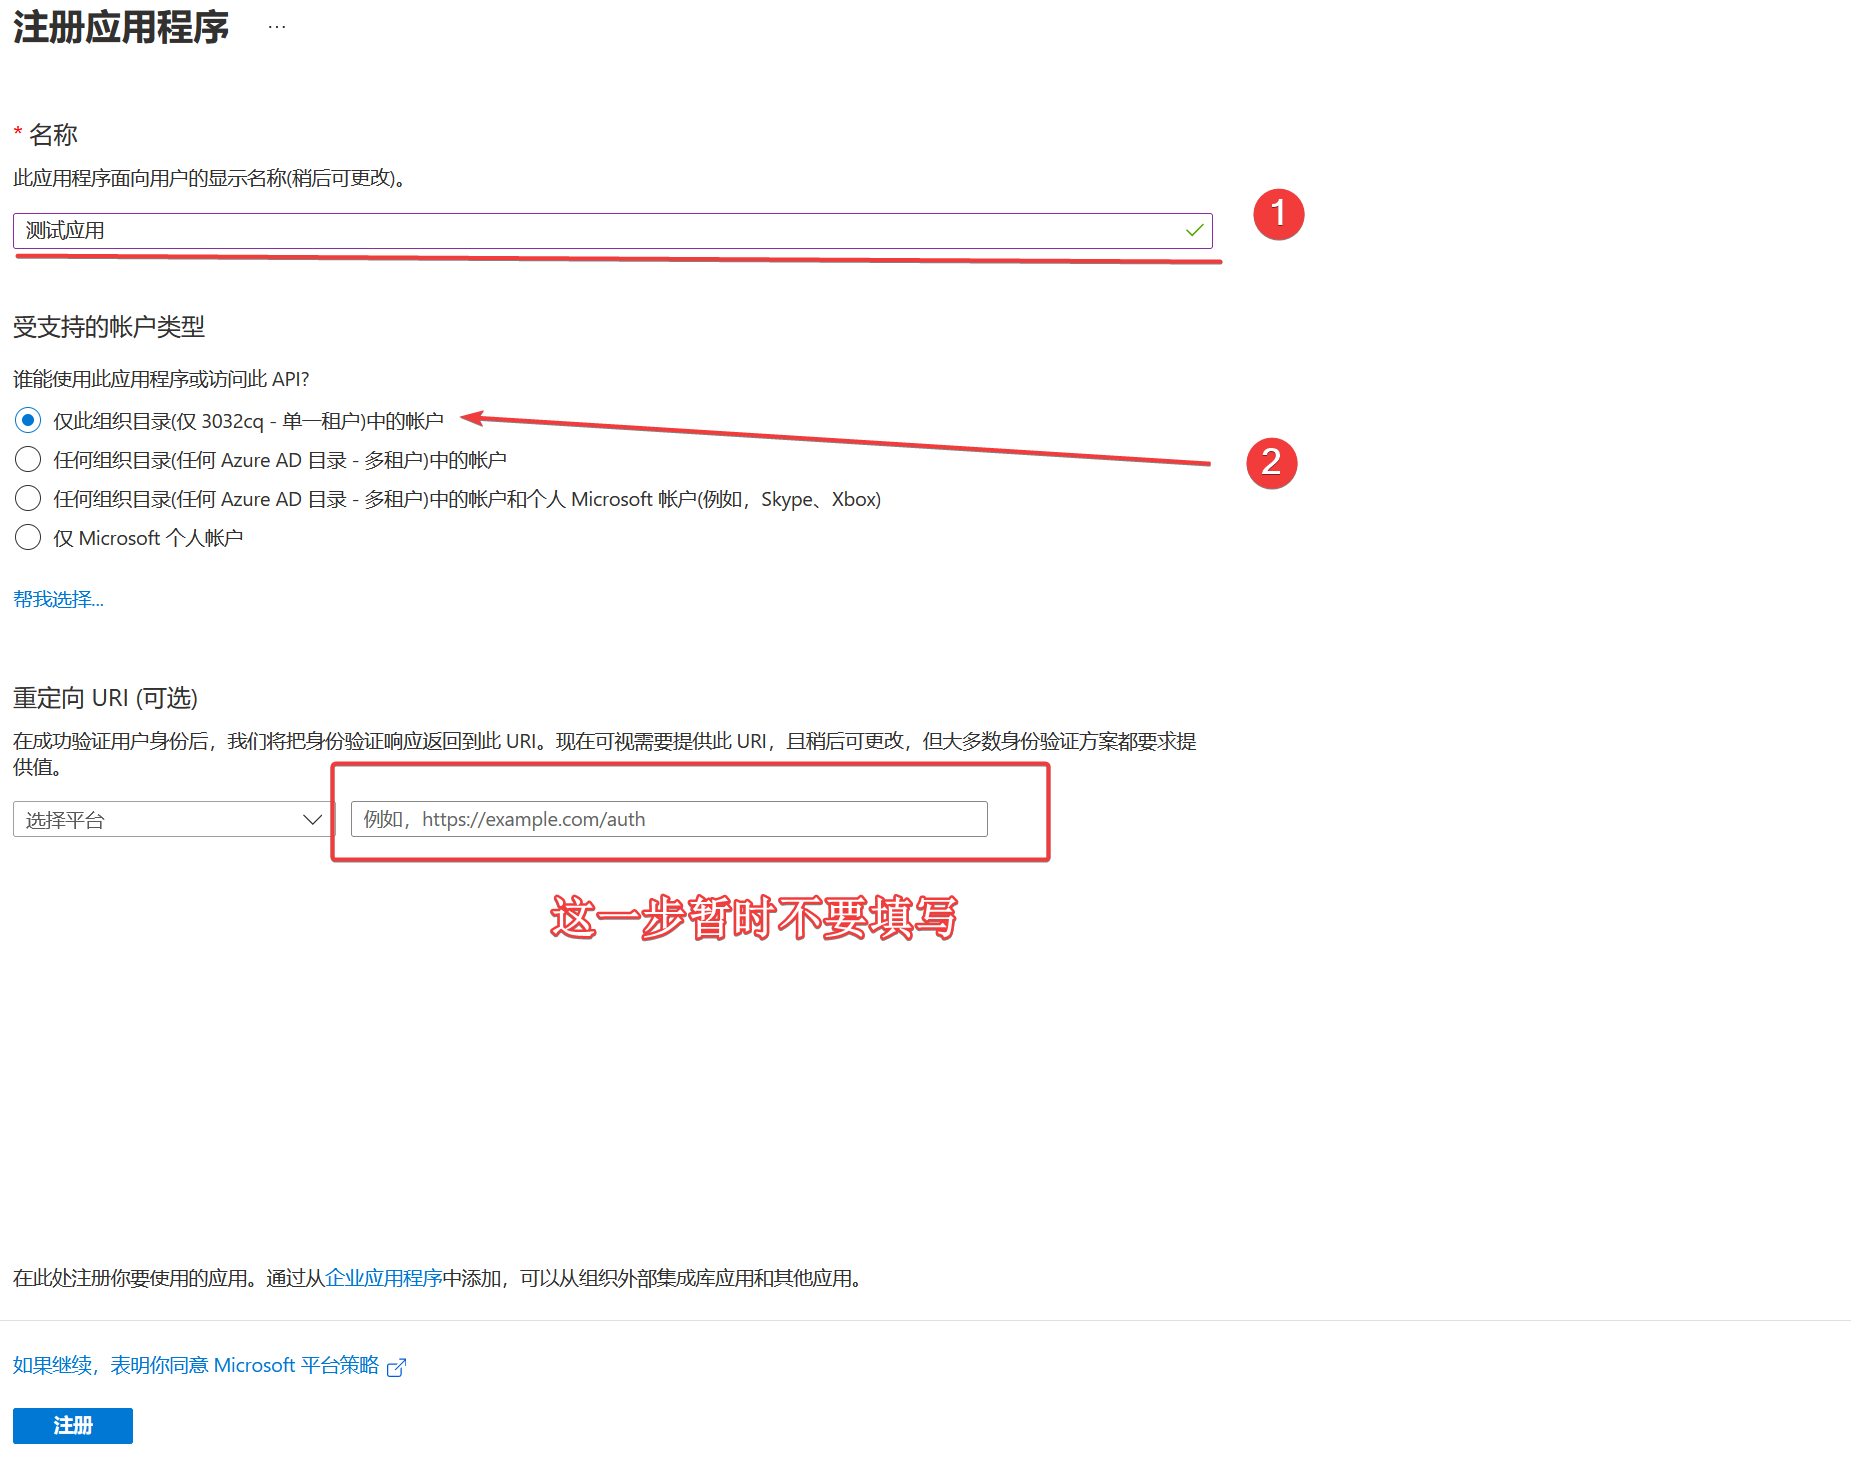 注册应用程序 ...
* 名称
此应用程序面向用户的显示名称(稍后可更改)。
测试应用
1
受支持的帐户类型
谁能使用此应用程序或访问此 API?
仅此组织目录(仅 3032cq - 单一租户)中的帐户
任何组织目录(任何 Azure AD 目录 - 多租户)中的帐户
2
任何组织目录(任何 Azure AD 目录 - 多租户)中的帐户和个人 Microsoft 帐户(例如，Skype、Xbox)
仅 Microsoft 个人帐户
帮我选择...
重定向 URI (可选)
在成功验证用户身份后，我们将把身份验证响应返回到此 URI。现在可视需要提供此 URI，且稍后可更改，但大多数身份验证方案都要求提
供值。
选择平台
例如，https://example.com/auth
这一步暂时不要填写
在此处注册你要使用的应用。通过从企业应用程序中添加，可以从组织外部集成库应用和其他应用。
如果继续，表明你同意 Microsoft 平台策略
注册